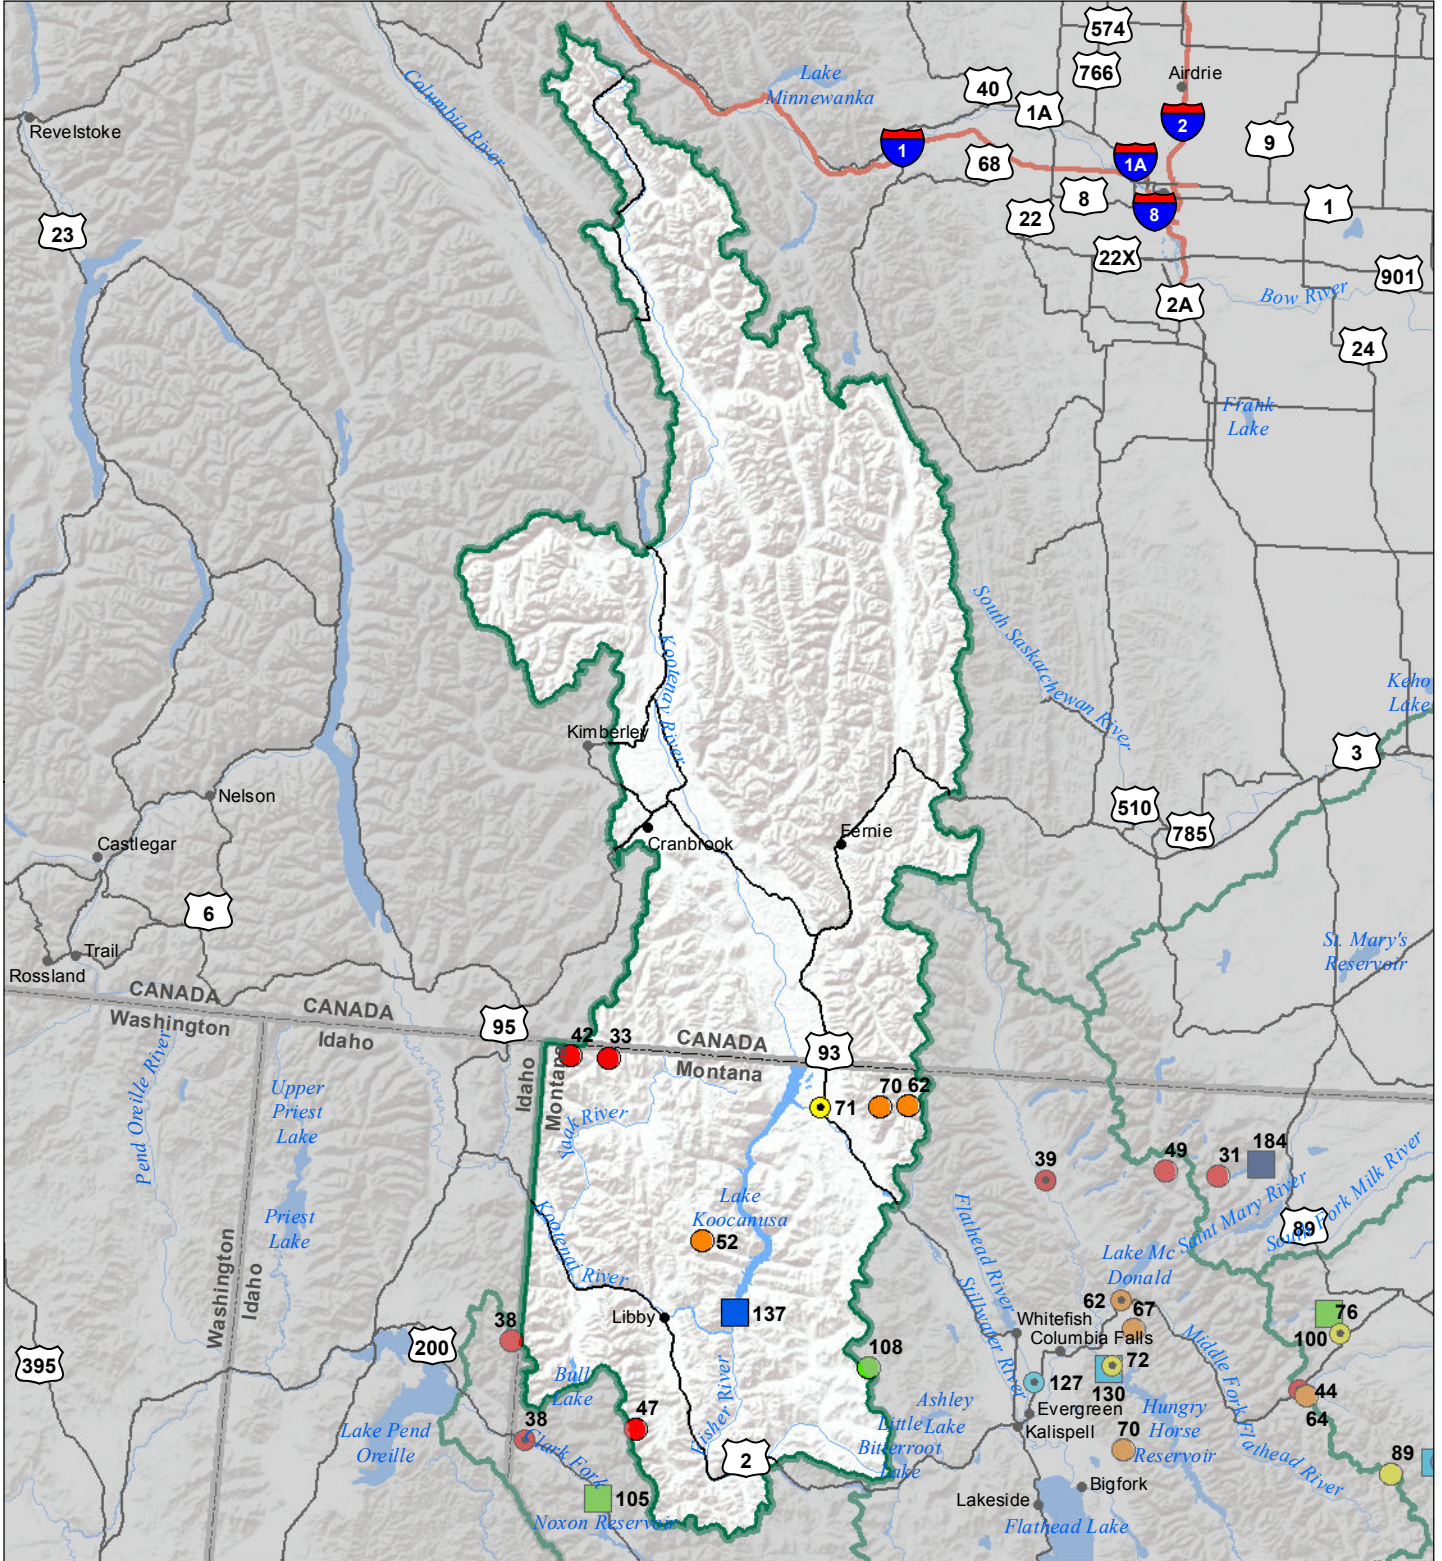 574
766
Airdrie
40
1A
Lake
Minnewanka
Columbia River
2
1
1A
9
68
Revelstoke
8
8
1
22
23
22X
901
2A
Bow River
24
Frank
Lake
South Saskatchewan River
Kootenay River
Keho
Lake
Kimberley
3
Nelson
510
785
Castlegar
Cranbrook
Fernie
6
Trail
Rossland
St. Mary's
Reservoir
CANADA
Washington
CANADA
Idaho
95
42
33
CANADA
Montana
93
Idaho
Montana
Pend Oreille River
Upper
Priest
Lake
Yaak River
71
70
62
39
49
31
184
Saint Mary River
South Fork Milk River
89
Priest
Lake
Washington
Idaho
Kootenai River
Lake
Koocanusa
52
Flathead River
Stillwater River
Lake Mc
Donald
62
67
76
100
Libby
137
Whitefish
Columbia Falls
Middle Fork Flathead River
38
200
395
108
72
130
127
Bull
Lake
Fisher River
Ashley
Lake
Little
Bitterroot
Lake
Evergreen
Kalispell
Hungry
Horse
Reservoir
44
64
Lake Pend
Oreille
38
Clark Fork
47
2
70
89
105
Noxon Reservoir
Bigfork
Lakeside
Flathead Lake